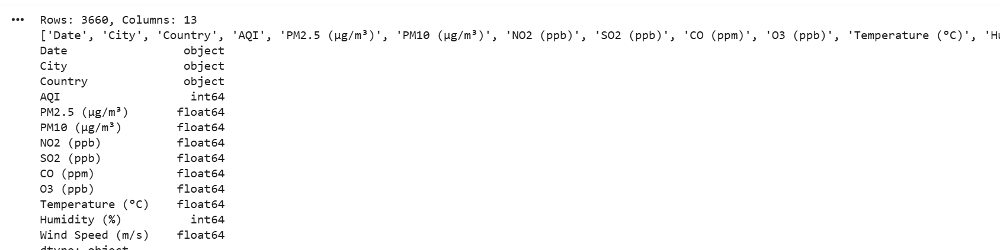 Rows: 3660, Columns: 13
['Date', 'City', 'Country', 'AQI', 'PM2.5 (µg/m³)', 'PM10 (µg/m³)', 'NO2 (ppb)', 'SO2 (ppb)', 'CO (ppm)', 'O3 (ppb)', 'Temperature (°C)',
Date object
City object
Country object
AQI int64
PM2.5 (µg/m³) float64
PM10 (µg/m³) float64
NO2 (ppb) float64
SO2 (ppb) float64
CO (ppm) float64
O3 (ppb) float64
Temperature (°C) float64
Humidity (%) int64
Wind Speed (m/s) float64
dtype: object